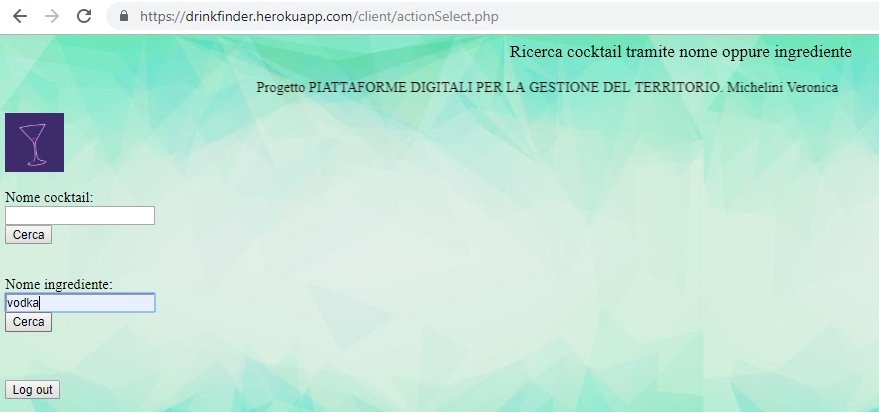 https://drinkfinder.herokuapp.com/client/actionSelect.php
Ricerca cocktail tramite nome oppure ingrediente
Progetto PIATTAFORME DIGITALI PER LA GESTIONE DEL TERRITORIO. Michelini Veronica
Nome cocktail:
Cerca
Nome ingrediente:
vodka
Cerca
Log out